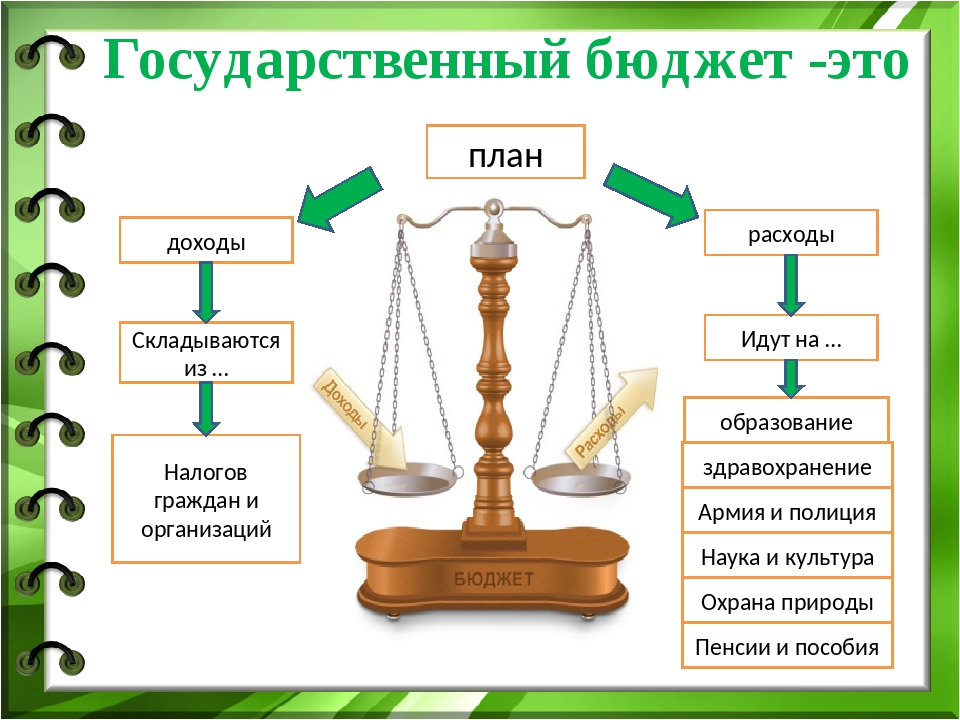 Государственный бюджет -это
план
доходы
расходы
Складываются
из ...
Идут на ...
Доходы
Расходы
Налогов
граждан и
организаций
образование
здравохранение
Армия и полиция
Наука и культура
Охрана природы
Пенсии и пособия
БЮДЖЕТ